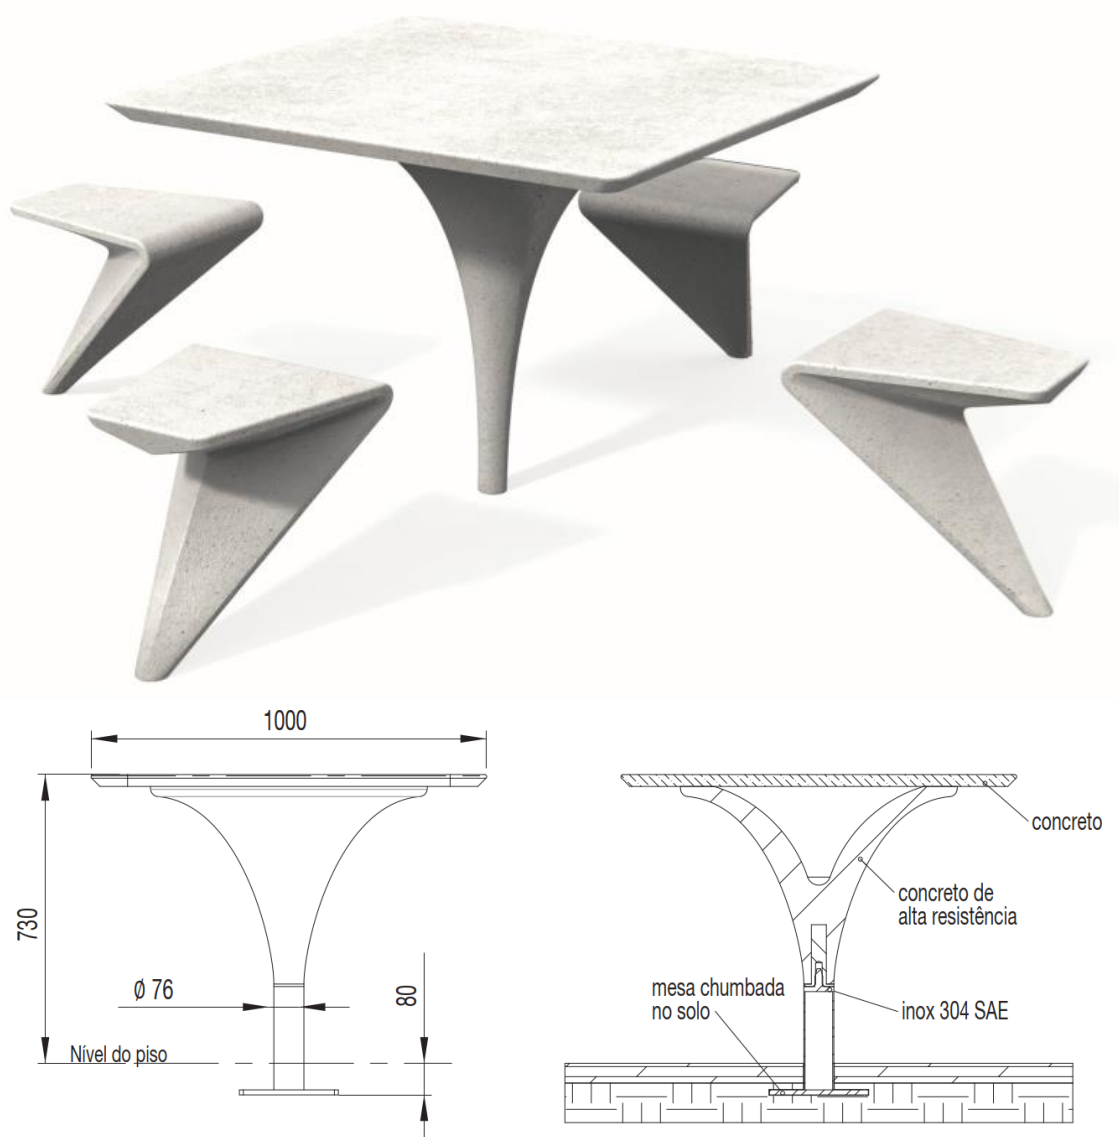 1000
concreto
730
concreto de
alta resistência
Ø 76
80
mesa chumbada
no solo
inox 304 SAE
Nível do piso